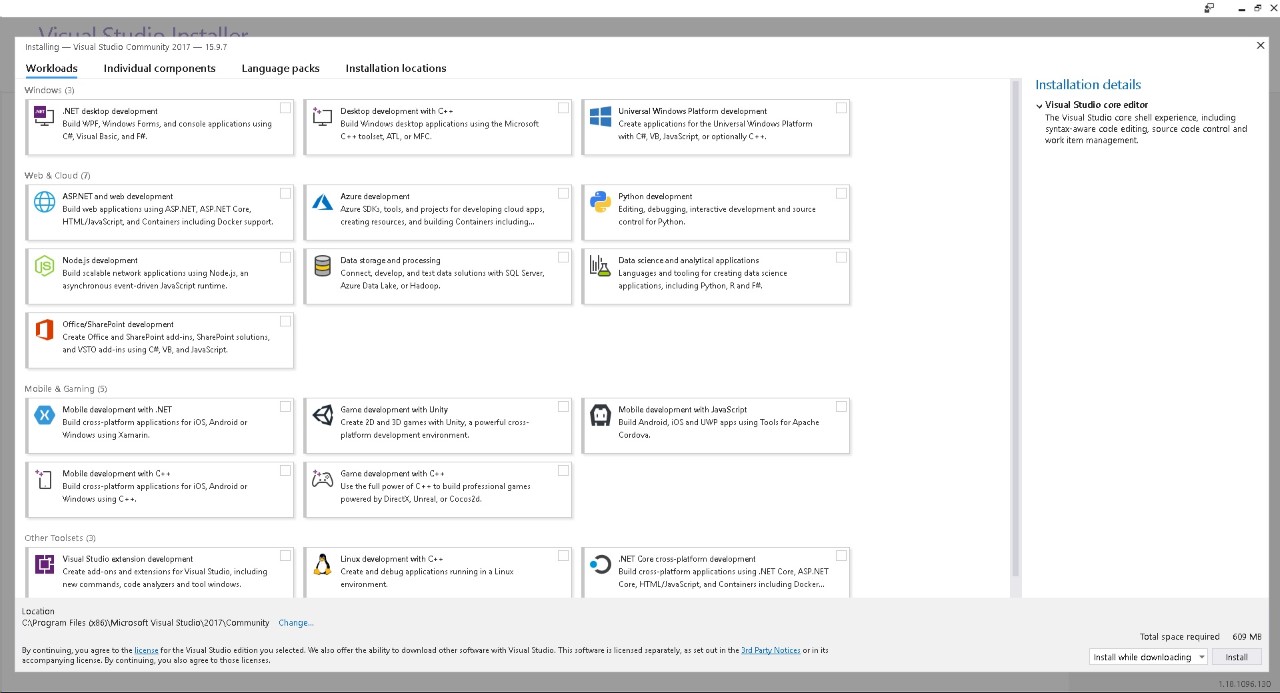 Visual Studio Installer
Installing — Visual Studio Community 2017 — 15.9.7
Workloads Individual components Language packs Installation locations
Windows (3)
.NET desktop development
Build WPF, Windows Forms, and console applications using
C#, Visual Basic, and F#.
Desktop development with C++
Build Windows desktop applications using the Microsoft
C++ toolset, ATL, or MFC.
Universal Windows Platform development
Create applications for the Universal Windows Platform
with C#, VB, JavaScript, or optionally C++.
Web & Cloud (7)
ASP.NET and web development
Build web applications using ASP.NET, ASP.NET Core,
HTML/JavaScript, and Containers including Docker support.
Azure development
Azure SDKs, tools, and projects for developing cloud apps,
creating resources, and building Containers including...
Python development
Editing, debugging, interactive development and source
control for Python.
Node.js development
Build scalable network applications using Node.js, an
asynchronous event-driven JavaScript runtime.
Data storage and processing
Connect, develop, and test data solutions with SQL Server,
Azure Data Lake, or Hadoop.
Data science and analytical applications
Languages and tooling for creating data science
applications, including Python, R and F#.
Office/SharePoint development
Create Office and SharePoint add-ins, SharePoint solutions,
and VSTO add-ins using C#, VB, and JavaScript.
Mobile & Gaming (5)
Mobile development with .NET
Build cross-platform applications for iOS, Android or
Windows using Xamarin.
Game development with Unity
Create 2D and 3D games with Unity, a powerful cross-
platform development environment.
Mobile development with JavaScript
Build Android, iOS and UWP apps using Tools for Apache
Cordova.
Mobile development with C++
Build cross-platform applications for iOS, Android or
Windows using C++.
Game development with C++
Use the full power of C++ to build professional games
powered by DirectX, Unreal, or Cocos2d.
Other Toolsets (3)
Visual Studio extension development
Create add-ons and extensions for Visual Studio, including
new commands, code analyzers and tool windows.
Linux development with C++
Create and debug applications running in a Linux
environment.
.NET Core cross-platform development
Build cross-platform applications using .NET Core, ASP.NET
Core, HTML/JavaScript, and Containers including Docker...
Installation details
Visual Studio core editor
The Visual Studio core shell experience, including
syntax-aware code editing, source code control and
work item management.
Location
C:\Program Files (x86)\Microsoft Visual Studio\2017\Community Change...
Total space required 609 MB
By continuing, you agree to the license for the Visual Studio edition you selected. We also offer the ability to download other software with Visual Studio. This software is licensed separately, as set out in the 3rd Party Notices or in its
accompanying license. By continuing, you also agree to those licenses.
Install while downloading Install
1.18.1096.130